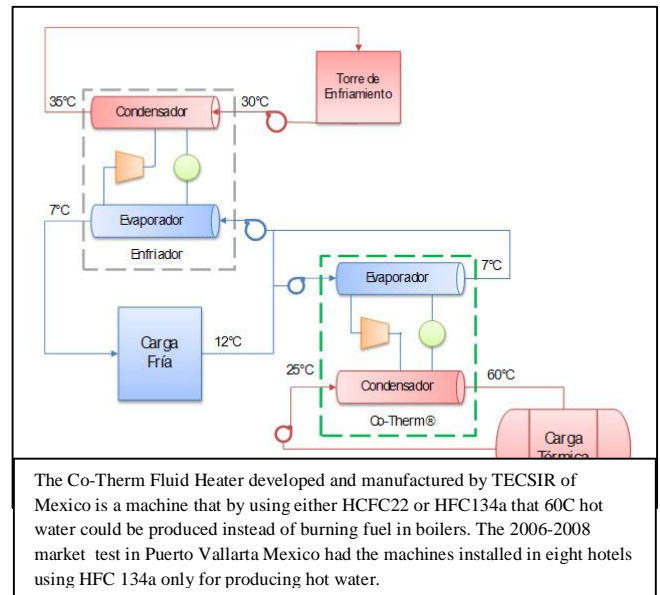 Torre de
Enfriamiento
35°C
Condensador
30°C
7°C
Evaporador
Enfriador
Evaporador
7°C
Carga
Fría
12°C
25°C
Condensador
60°C
Co-Therm®
Carga
Térmica
The Co-Therm Fluid Heater developed and manufactured by TECSIR of
Mexico is a machine that by using either HCFC22 or HFC134a that 60C hot
water could be produced instead of burning fuel in boilers. The 2006-2008
market test in Puerto Vallarta Mexico had the machines installed in eight hotels
using HFC 134a only for producing hot water.